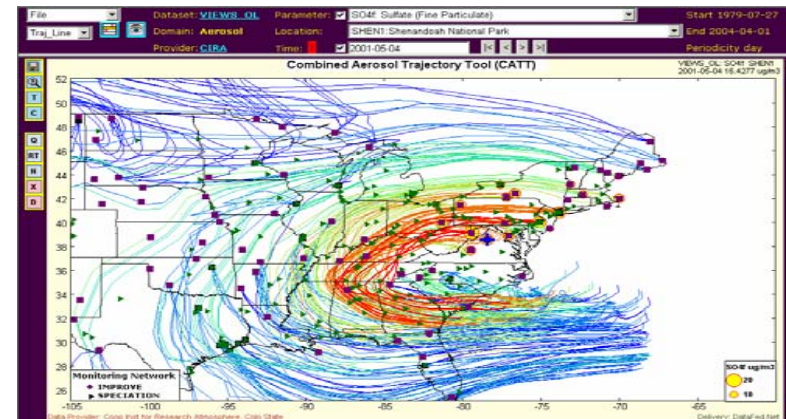 File Dataset: VIEWS_OL Parameter: SO4f: Sulfate (Fine Particulate) Start 1979-07-27
Traj_Line Domain: Aerosol Location: SHEN1:Shenandoah National Park End 2004-04-01
Provider: CIRA Time: 2001-05-04 |< < > >| Periodicity day
Combined Aerosol Trajectory Tool (CATT)
VIEWS_OL: SO4f SHEN1
2001-05-04 16.4277 ug/m3
T
C
Q
RT
N
X
D
52
50
48
46
44
42
40
38
36
34
32
30
28
26
Monitoring Network
IMPROVE
SPECIATION
SO4f ug/m3
20
10
-105 -100 -95 -90 -85 -80 -75 -70 -65
Data Provider: Coop Inst for Research Atmosphere, Colo State Delivery: DataFed.Net